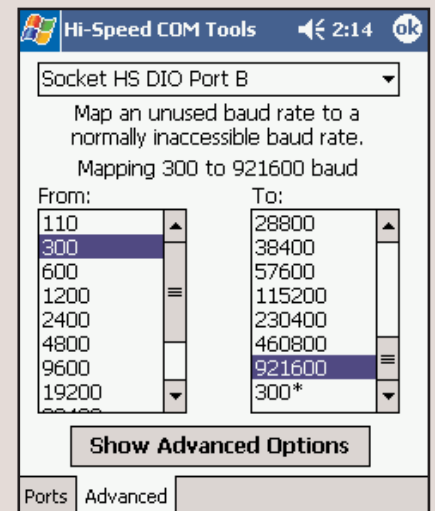 Hi-Speed COM Tools 2:14 ok
Socket HS DIO Port B
Map an unused baud rate to a
normally inaccessible baud rate.
Mapping 300 to 921600 baud
From:
110
300
600
1200
2400
4800
9600
19200
To:
28800
38400
57600
115200
230400
460800
921600
300*
Show Advanced Options
Ports Advanced